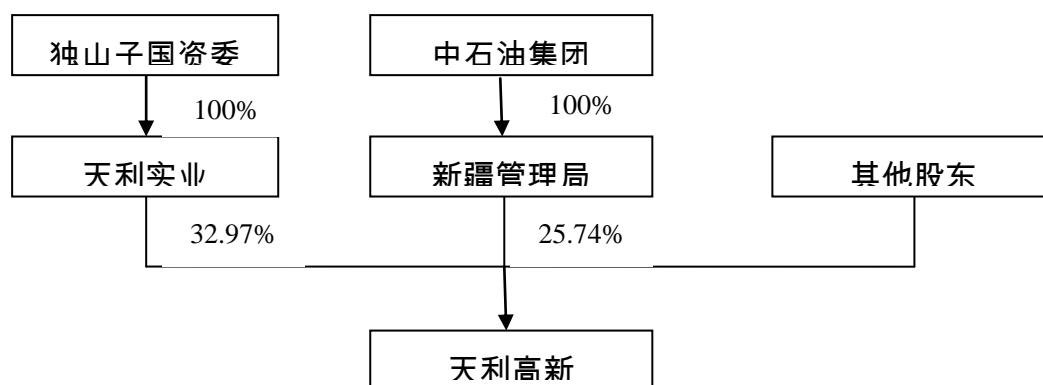 独山子国资委 中石油集团
100% 100%
天利实业 新疆管理局 其他股东
32.97% 25.74%
天利高新